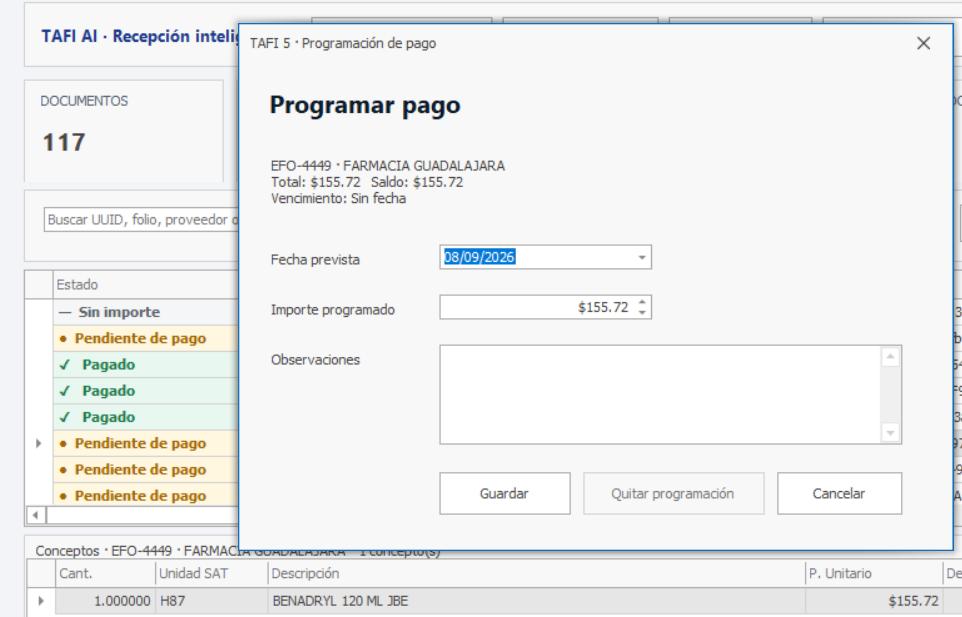 TAFI AI · Recepción
TAFI 5 · Programación de pago
DOCUMENTOS
117
Programar pago
EFO-4449 · FARMACIA GUADALAJARA
Total: $155.72 Saldo: $155.72
Vencimiento: Sin fecha
Buscar UUID, folio, proveedor
Fecha prevista 08/09/2026
Importe programado $155.72
Observaciones
Estado
— Sin importe
● Pendiente de pago
✓ Pagado
✓ Pagado
✓ Pagado
● Pendiente de pago
● Pendiente de pago
● Pendiente de pago
Guardar Quitar programación Cancelar
Conceptos · EFO-4449 · FARMACIA GUADALAJARA 1 concepto(s)
Cant. Unidad SAT Descripción P. Unitario De
1.000000 H87 BENADRYL 120 ML JBE $155.72